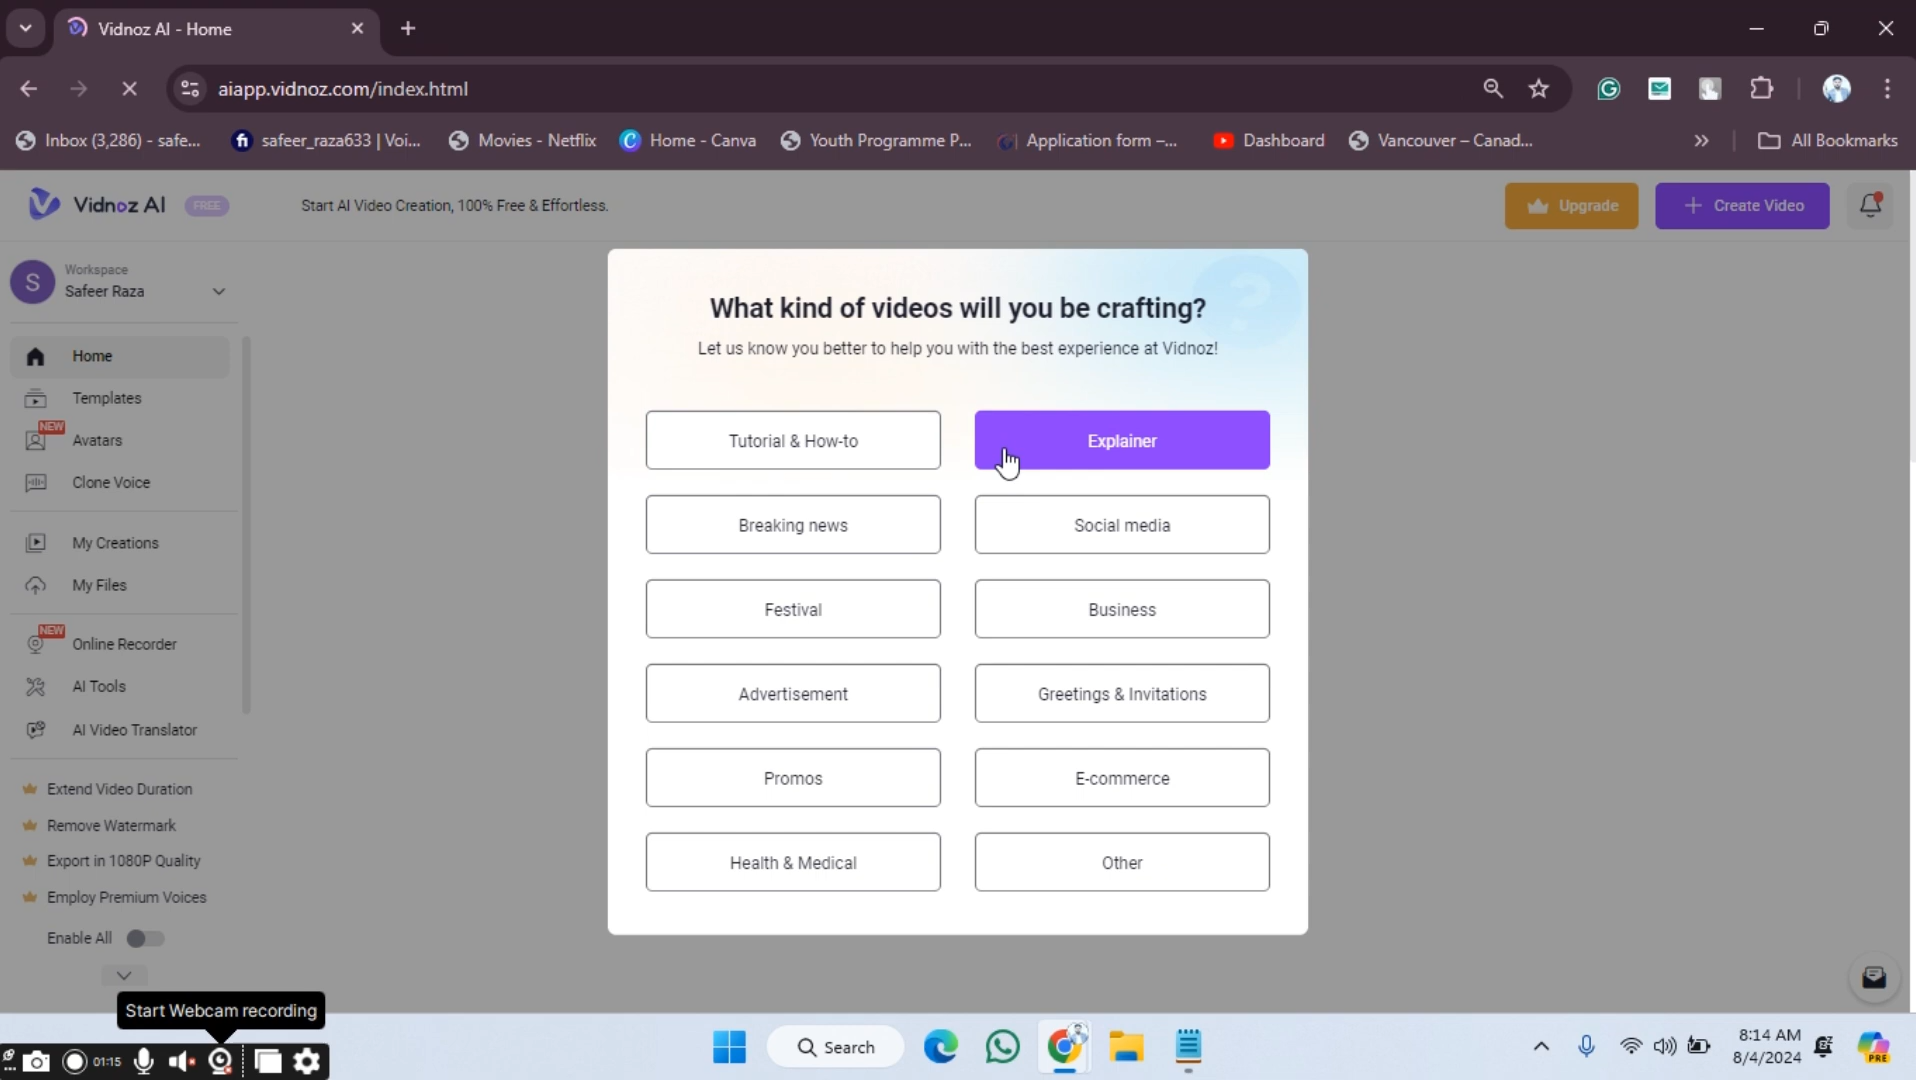 Vidnoz AI - Home
aiapp.vidnoz.com/index.html
Inbox (3,286) - safe...
safeer_raza633 | Voi...
Movies - Netflix
Home - Canva
Youth Programme P...
Application form –...
Dashboard
Vancouver – Canad...
All Bookmarks
Vidnoz AI
FREE
Start AI Video Creation, 100% Free & Effortless.
Upgrade
Create Video
S
Workspace
Safeer Raza
Home
Templates
NEW
Avatars
Clone Voice
My Creations
My Files
NEW
Online Recorder
AI Tools
AI Video Translator
Extend Video Duration
Remove Watermark
Export in 1080P Quality
Employ Premium Voices
Enable All
What kind of videos will you be crafting?
Let us know you better to help you with the best experience at Vidnoz!
Tutorial & How-to
Explainer
Breaking news
Social media
Festival
Business
Advertisement
Greetings & Invitations
Promos
E-commerce
Health & Medical
Other
Start Webcam recording
01:15
Search
8:14 AM
8/4/2024
PRE